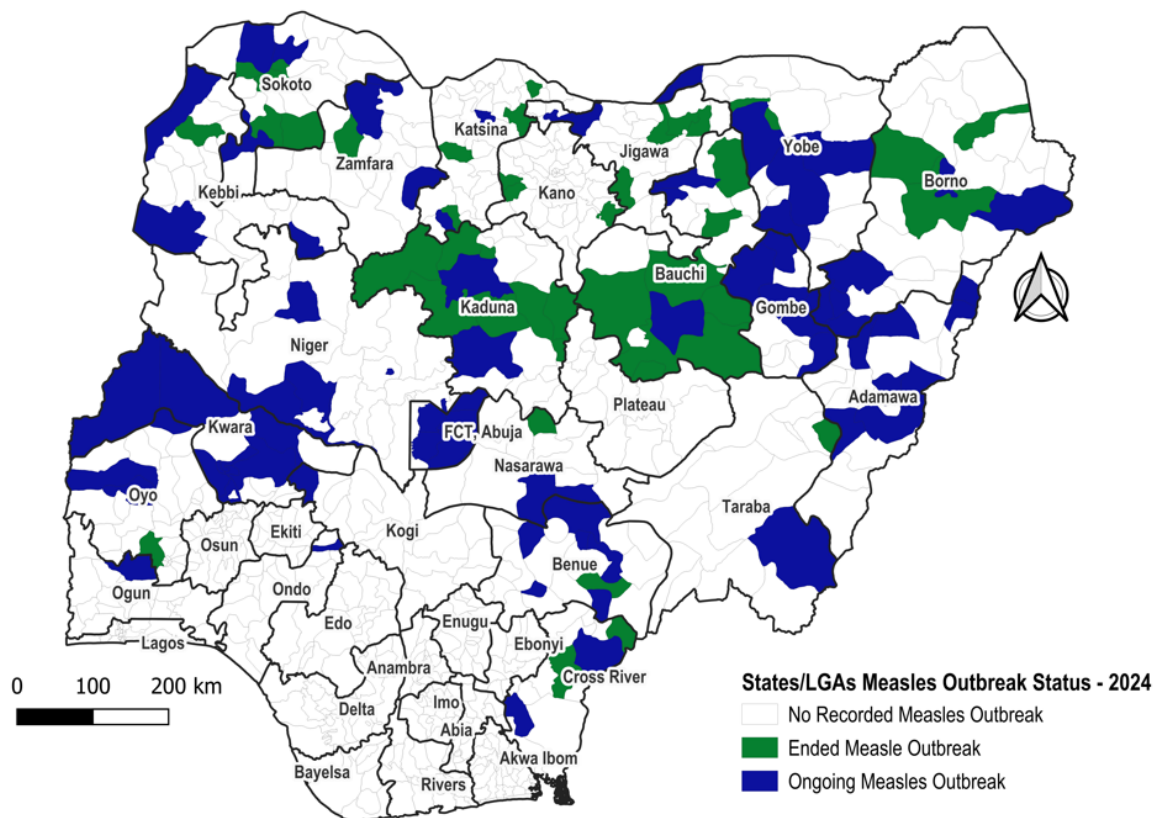 Sokoto
Katsina
Zamfara
Jigawa
Yobe
Kebbi
Kano
Borno
Bauchi
Kaduna
Gombe
Niger
Adamawa
Plateau
Kwara
FCT, Abuja
Nasarawa
Oyo
Taraba
Osun
Ekiti
Kogi
Benue
Ogun
Ondo
Edo
Enugu
Ebonyi
Lagos
Anambra
Cross River
Delta
Imo
Abia
Bayelsa
Rivers
Akwa Ibom
0 100 200 km
States/LGAs Measles Outbreak Status - 2024
No Recorded Measles Outbreak
Ended Measle Outbreak
Ongoing Measles Outbreak